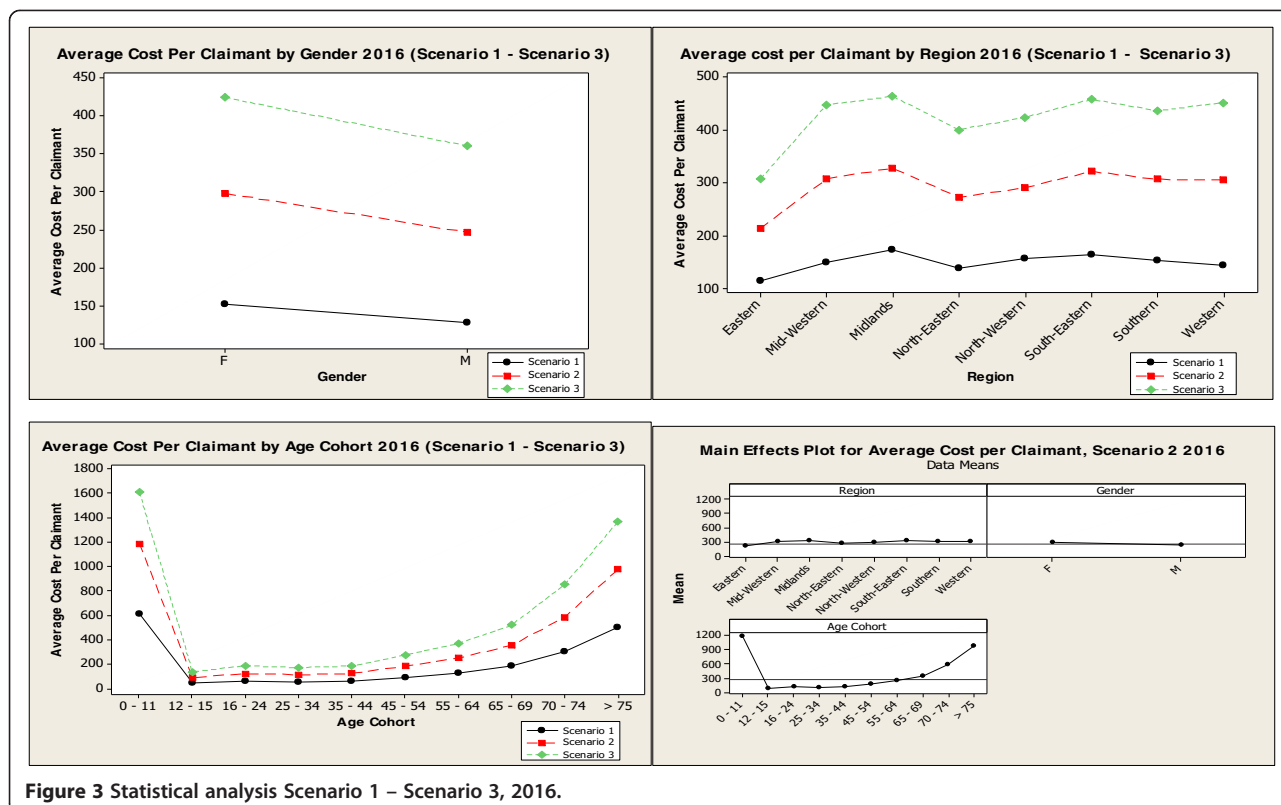 Average Cost Per Claimant by Gender 2016 (Scenario 1 - Scenario 3)
450
400
350
300
250
200
150
100
Average Cost Per Claimant
F
M
Gender
Scenario 1
Scenario 2
Scenario 3
Average cost per Claimant by Region 2016 (Scenario 1 - Scenario 3)
500
400
300
200
100
Average Cost Per Claimant
Eastern
Mid-Western
Midlands
North-Eastern
North-Western
South-Eastern
Southern
Western
Region
Scenario 1
Scenario 2
Scenario 3
Average Cost Per Claimant by Age Cohort 2016 (Scenario 1 - Scenario 3)
1800
1600
1400
1200
1000
800
600
400
200
0
Average Cost Per Claimant
0 - 11
12 - 15
16 - 24
25 - 34
35 - 44
45 - 54
55 - 64
65 - 69
70 - 74
> 75
Age Cohort
Scenario 1
Scenario 2
Scenario 3
Main Effects Plot for Average Cost per Claimant, Scenario 2 2016
Data Means
Region
Gender
1200
900
600
300
0
Eastern
Mid-Western
Midlands
North-Eastern
North-Western
South-Eastern
Southern
Western
F
M
Mean
Age Cohort
1200
900
600
300
0
0 - 11
12 - 15
16 - 24
25 - 34
35 - 44
45 - 54
55 - 64
65 - 69
70 - 74
> 75
Figure 3 Statistical analysis Scenario 1 – Scenario 3, 2016.